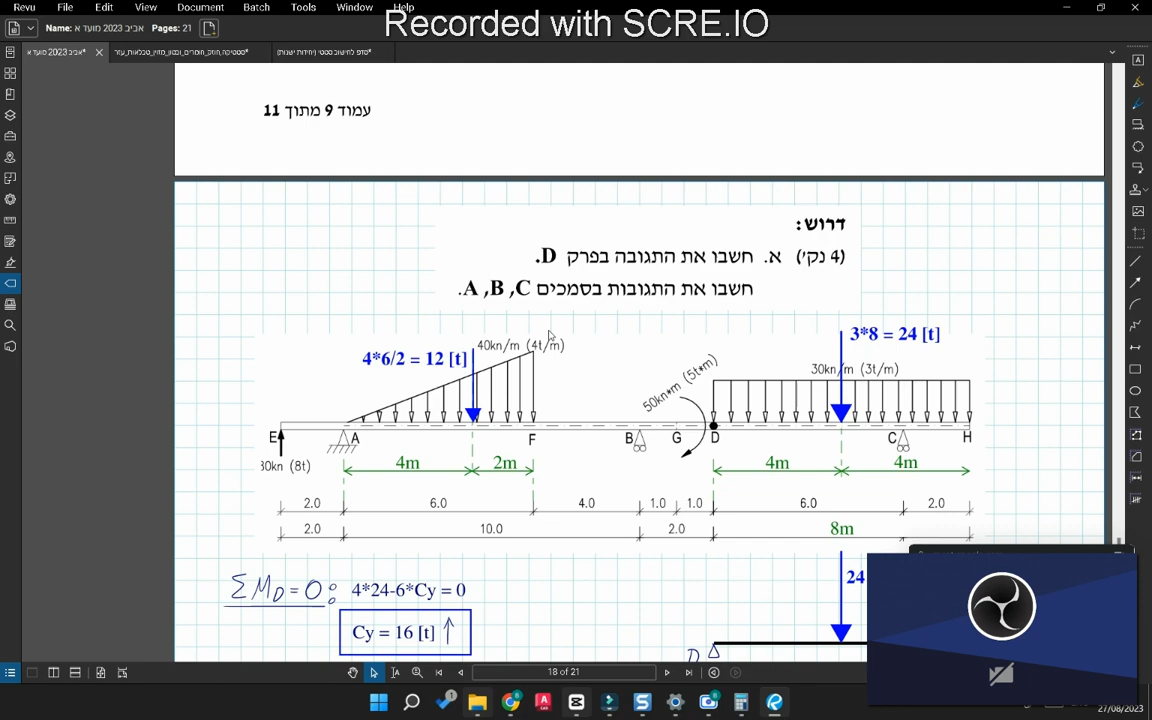 Recorded with SCRE.IO
Revu File Edit View Document Batch Tools Window Help
Name: אביב 2023 מועד א Pages: 21
אביב 2023 מועד א*
עמוד 9 מתוך 11
דרוש:
(4 נק') א. חשבו את התגובה בפרק D.
חשבו את התגובות בסמכים A ,B ,C.
3*8 = 24 [t]
4*6/2 = 12 [t]
40kn/m (4t/m)
50kn*m (5t*m)
30kn/m (3t/m)
E A F B G D C H
30kn (8t)
4m 2m 4m 4m
2.0 6.0 4.0 1.0 1.0 6.0 2.0
2.0 10.0 2.0 8m
ΣMD = 0: 4*24-6*Cy = 0
24
Cy = 16 [t] ↑
D
18 of 21
27/08/2023